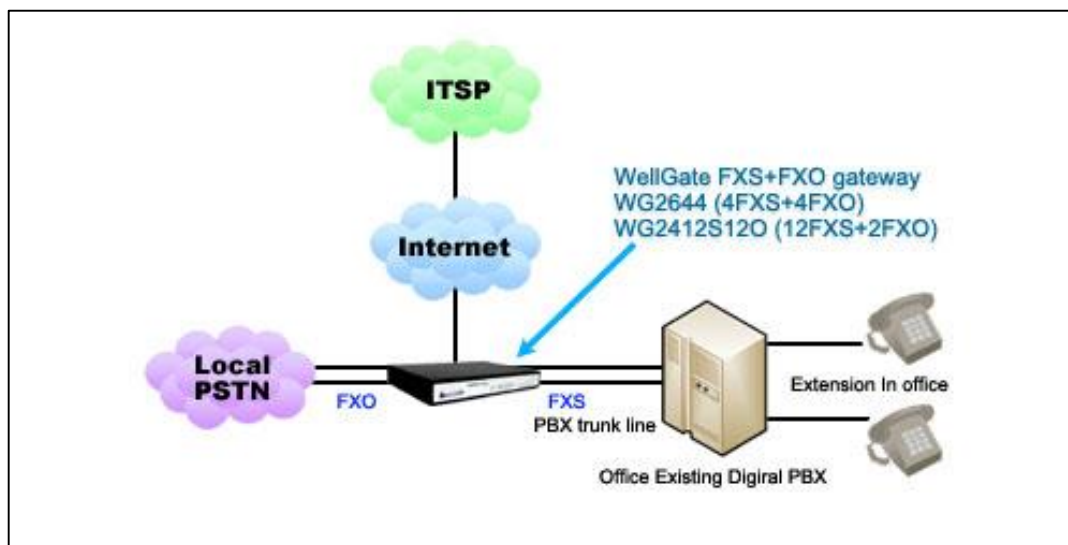 ITSP
WellGate FXS+FXO gateway
WG2644 (4FXS+4FXO)
WG2412S12O (12FXS+2FXO)
Internet
Local
PSTN
FXO
FXS
PBX trunk line
Extension In office
Office Existing Digiral PBX